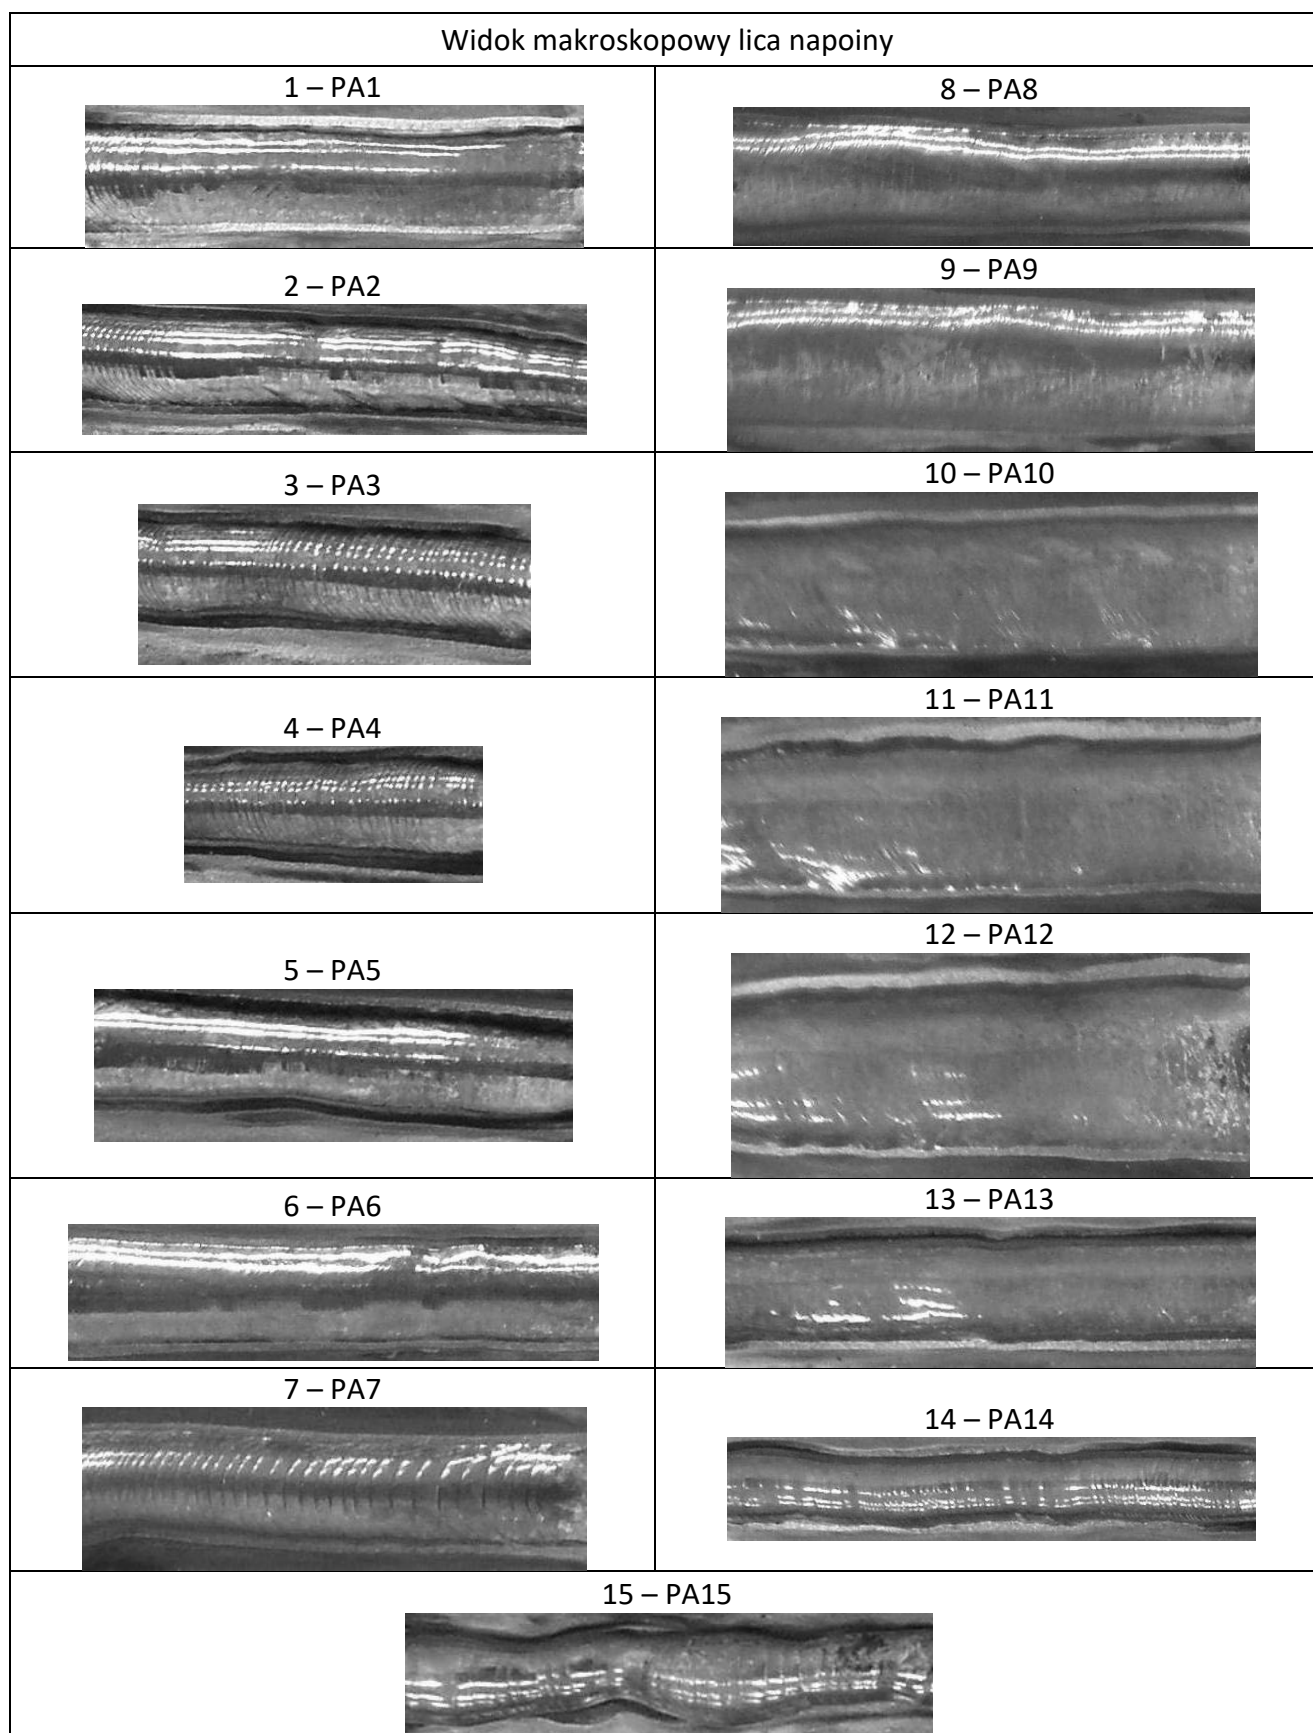 Widok makroskopowy lica napoiny
1 – PA1
8 – PA8
2 – PA2
9 – PA9
3 – PA3
10 – PA10
4 – PA4
11 – PA11
5 – PA5
12 – PA12
6 – PA6
13 – PA13
7 – PA7
14 – PA14
15 – PA15